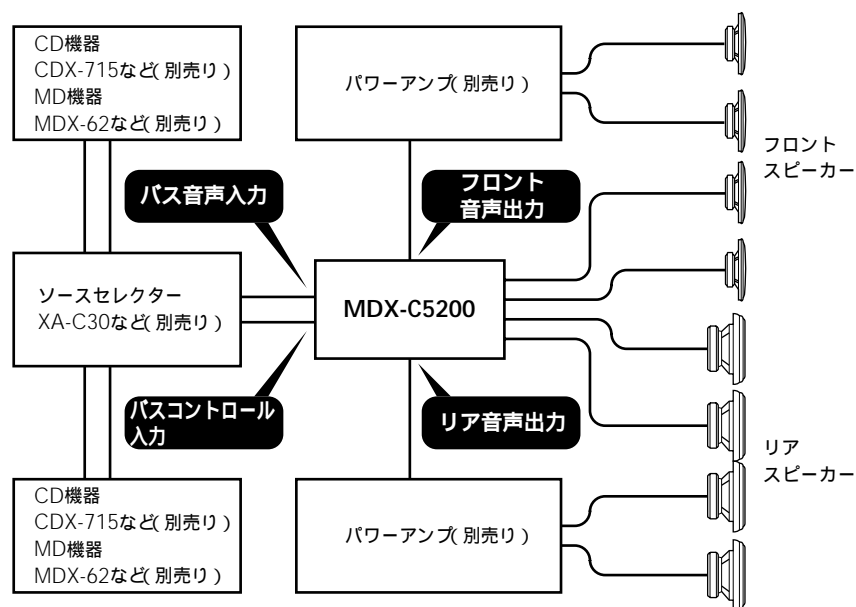 CD機器
CDX-715など(別売り)
MD機器
MDX-62など(別売り)
パワーアンプ(別売り)
フロント
スピーカー
バス音声入力
フロント
音声出力
ソースセレクター
XA-C30など(別売り)
MDX-C5200
バスコントロール
入力
リア音声出力
リア
スピーカー
CD機器
CDX-715など(別売り)
MD機器
MDX-62など(別売り)
パワーアンプ(別売り)